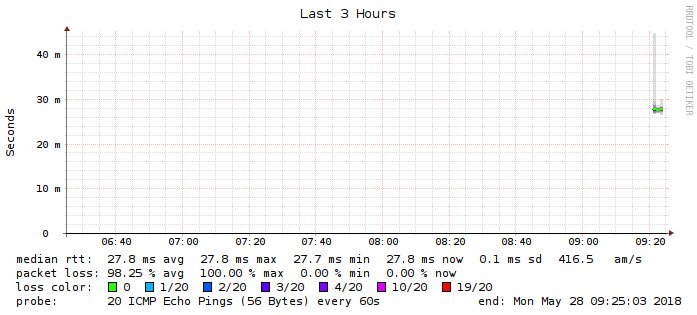 Last 3 Hours
RRDTOOL / TOBI OETIKER
Seconds
40 m
30 m
20 m
10 m
0
06:40 07:00 07:20 07:40 08:00 08:20 08:40 09:00 09:20
median rtt: 27.8 ms avg 27.8 ms max 27.7 ms min 27.8 ms now 0.1 ms sd 416.5 am/s
packet loss: 98.25 % avg 100.00 % max 0.00 % min 0.00 % now
loss color: 0 1/20 2/20 3/20 4/20 10/20 19/20
probe: 20 ICMP Echo Pings (56 Bytes) every 60s end: Mon May 28 09:25:03 2018